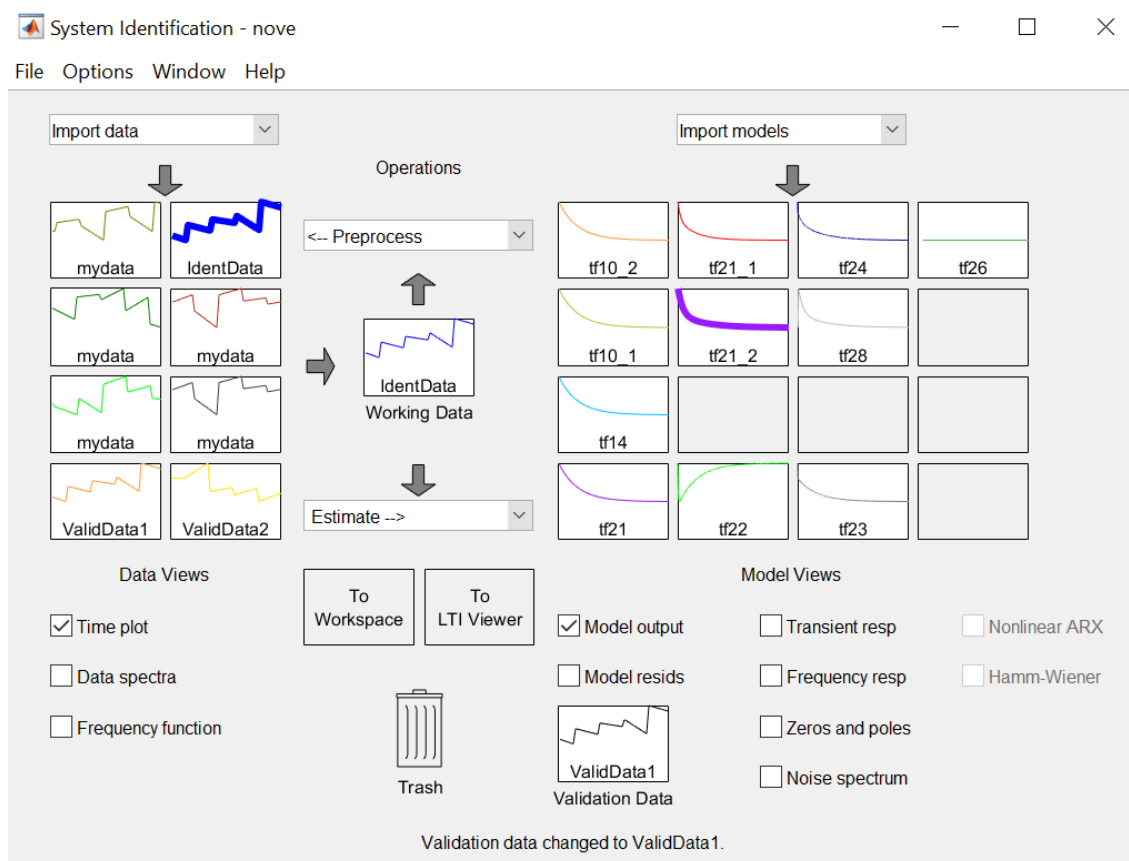 System Identification - nove
File Options Window Help
Import data
Import models
Operations
<-- Preprocess
mydata
IdentData
tf10_2
tf21_1
tf24
tf26
mydata
mydata
IdentData
Working Data
tf10_1
tf21_2
tf28
mydata
mydata
tf14
Estimate -->
ValidData1
ValidData2
tf21
tf22
tf23
Data Views
To
Workspace
To
LTI Viewer
Model Views
Time plot
Model output
Transient resp
Nonlinear ARX
Data spectra
Model resids
Frequency resp
Hamm-Wiener
Frequency function
Zeros and poles
Trash
ValidData1
Validation Data
Noise spectrum
Validation data changed to ValidData1.